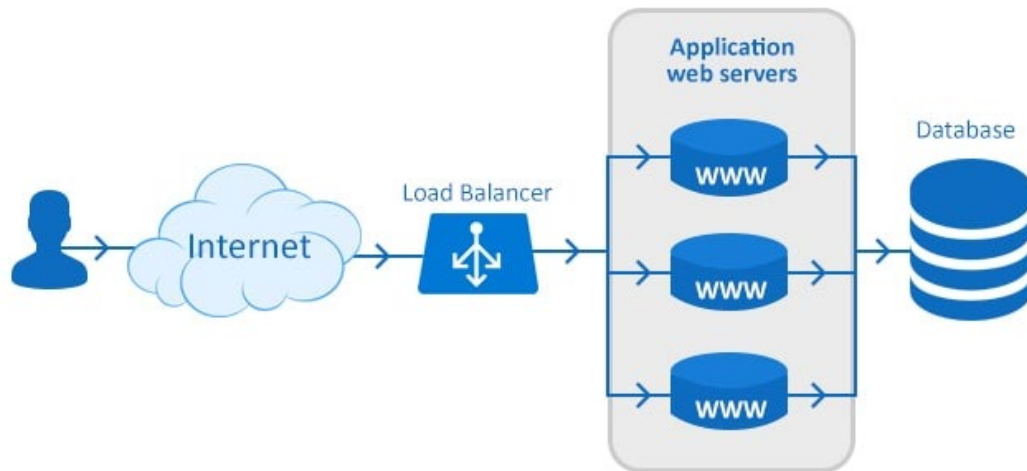 Application
web servers
Database
Load Balancer
Internet
www
www
www